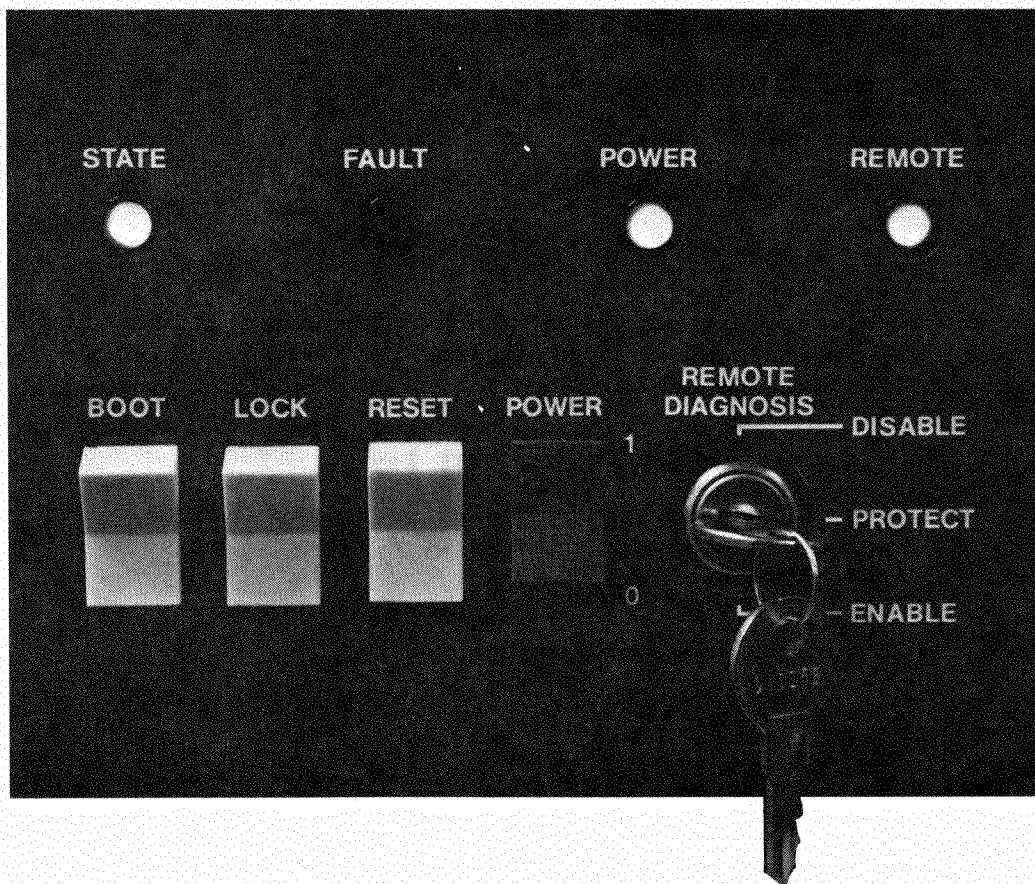 STATE FAULT POWER REMOTE
BOOT LOCK RESET POWER
REMOTE
DIAGNOSIS
1
DISABLE
PROTECT
0
ENABLE